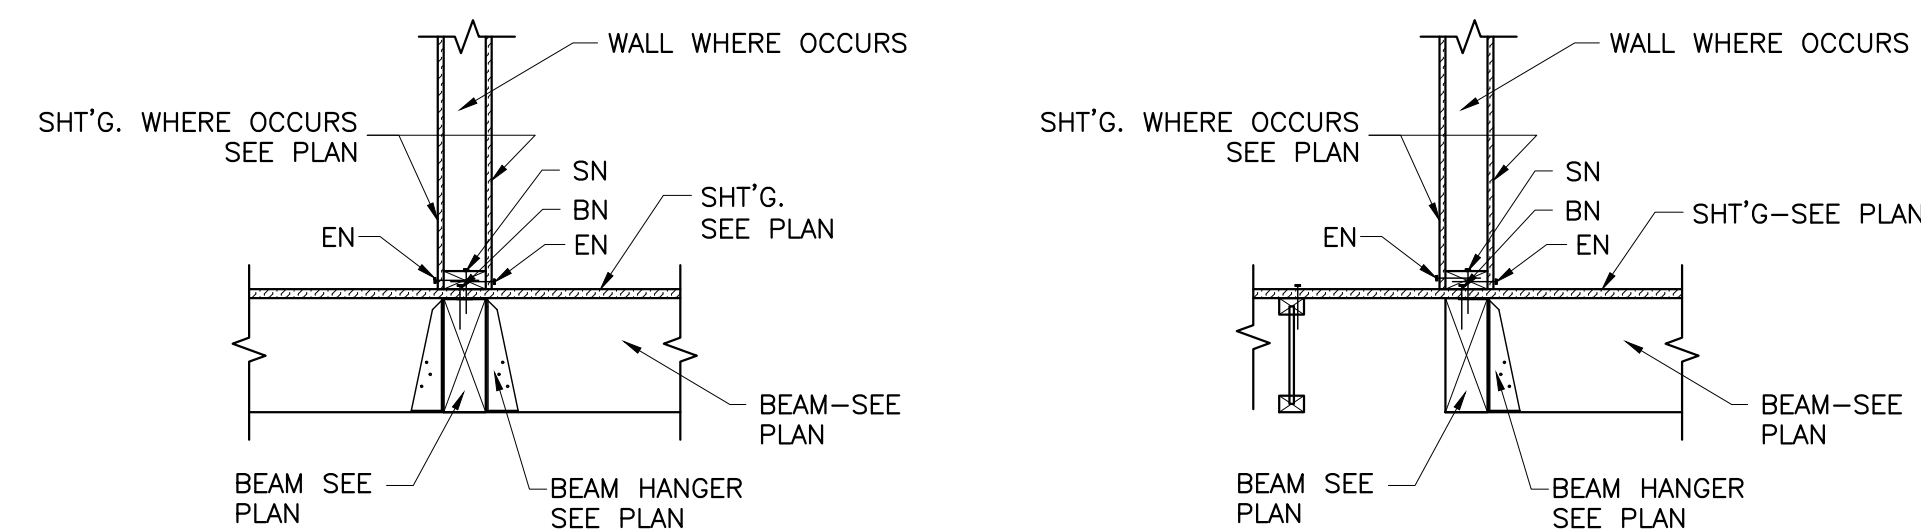 WALL WHERE OCCURS
SHT'G. WHERE OCCURS
SEE PLAN
SN
BN
EN
EN
SHT'G.
SEE PLAN
BEAM-SEE
PLAN
BEAM SEE
PLAN
BEAM HANGER
SEE PLAN
WALL WHERE OCCURS
SHT'G. WHERE OCCURS
SEE PLAN
SN
BN
EN
EN
SHT'G-SEE PLAN
BEAM-SEE
PLAN
BEAM SEE
PLAN
BEAM HANGER
SEE PLAN